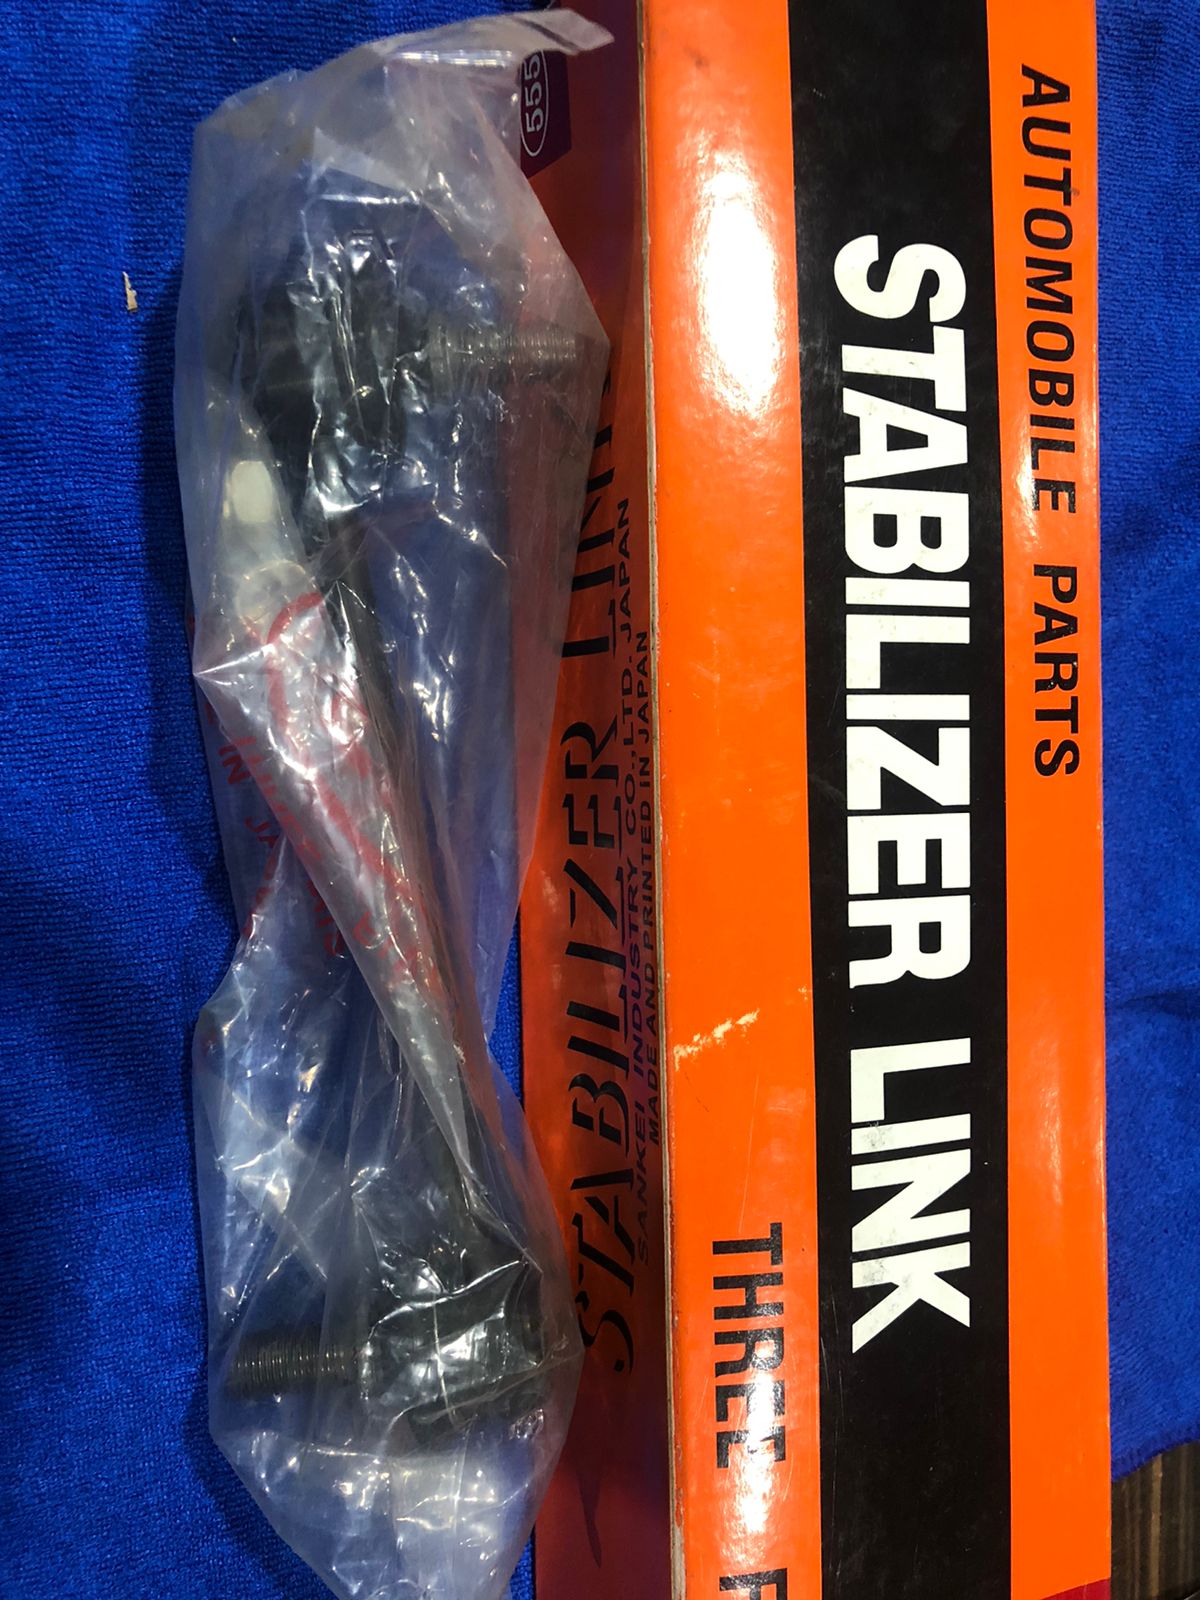 AUTOMOBILE PARTS
STABILIZER LINK
THREE
555
STABILIZER LINK
SANKEI INDUSTRY CO.,LTD. JAPAN
MADE AND PRINTED IN JAPAN